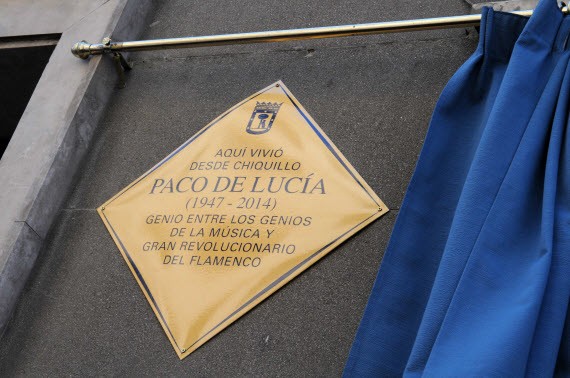 AQUÍ VIVIÓ
DESDE CHIQUILLO
PACO DE LUCÍA
(1947 - 2014)
GENIO ENTRE LOS GENIOS
DE LA MÚSICA Y
GRAN REVOLUCIONARIO
DEL FLAMENCO